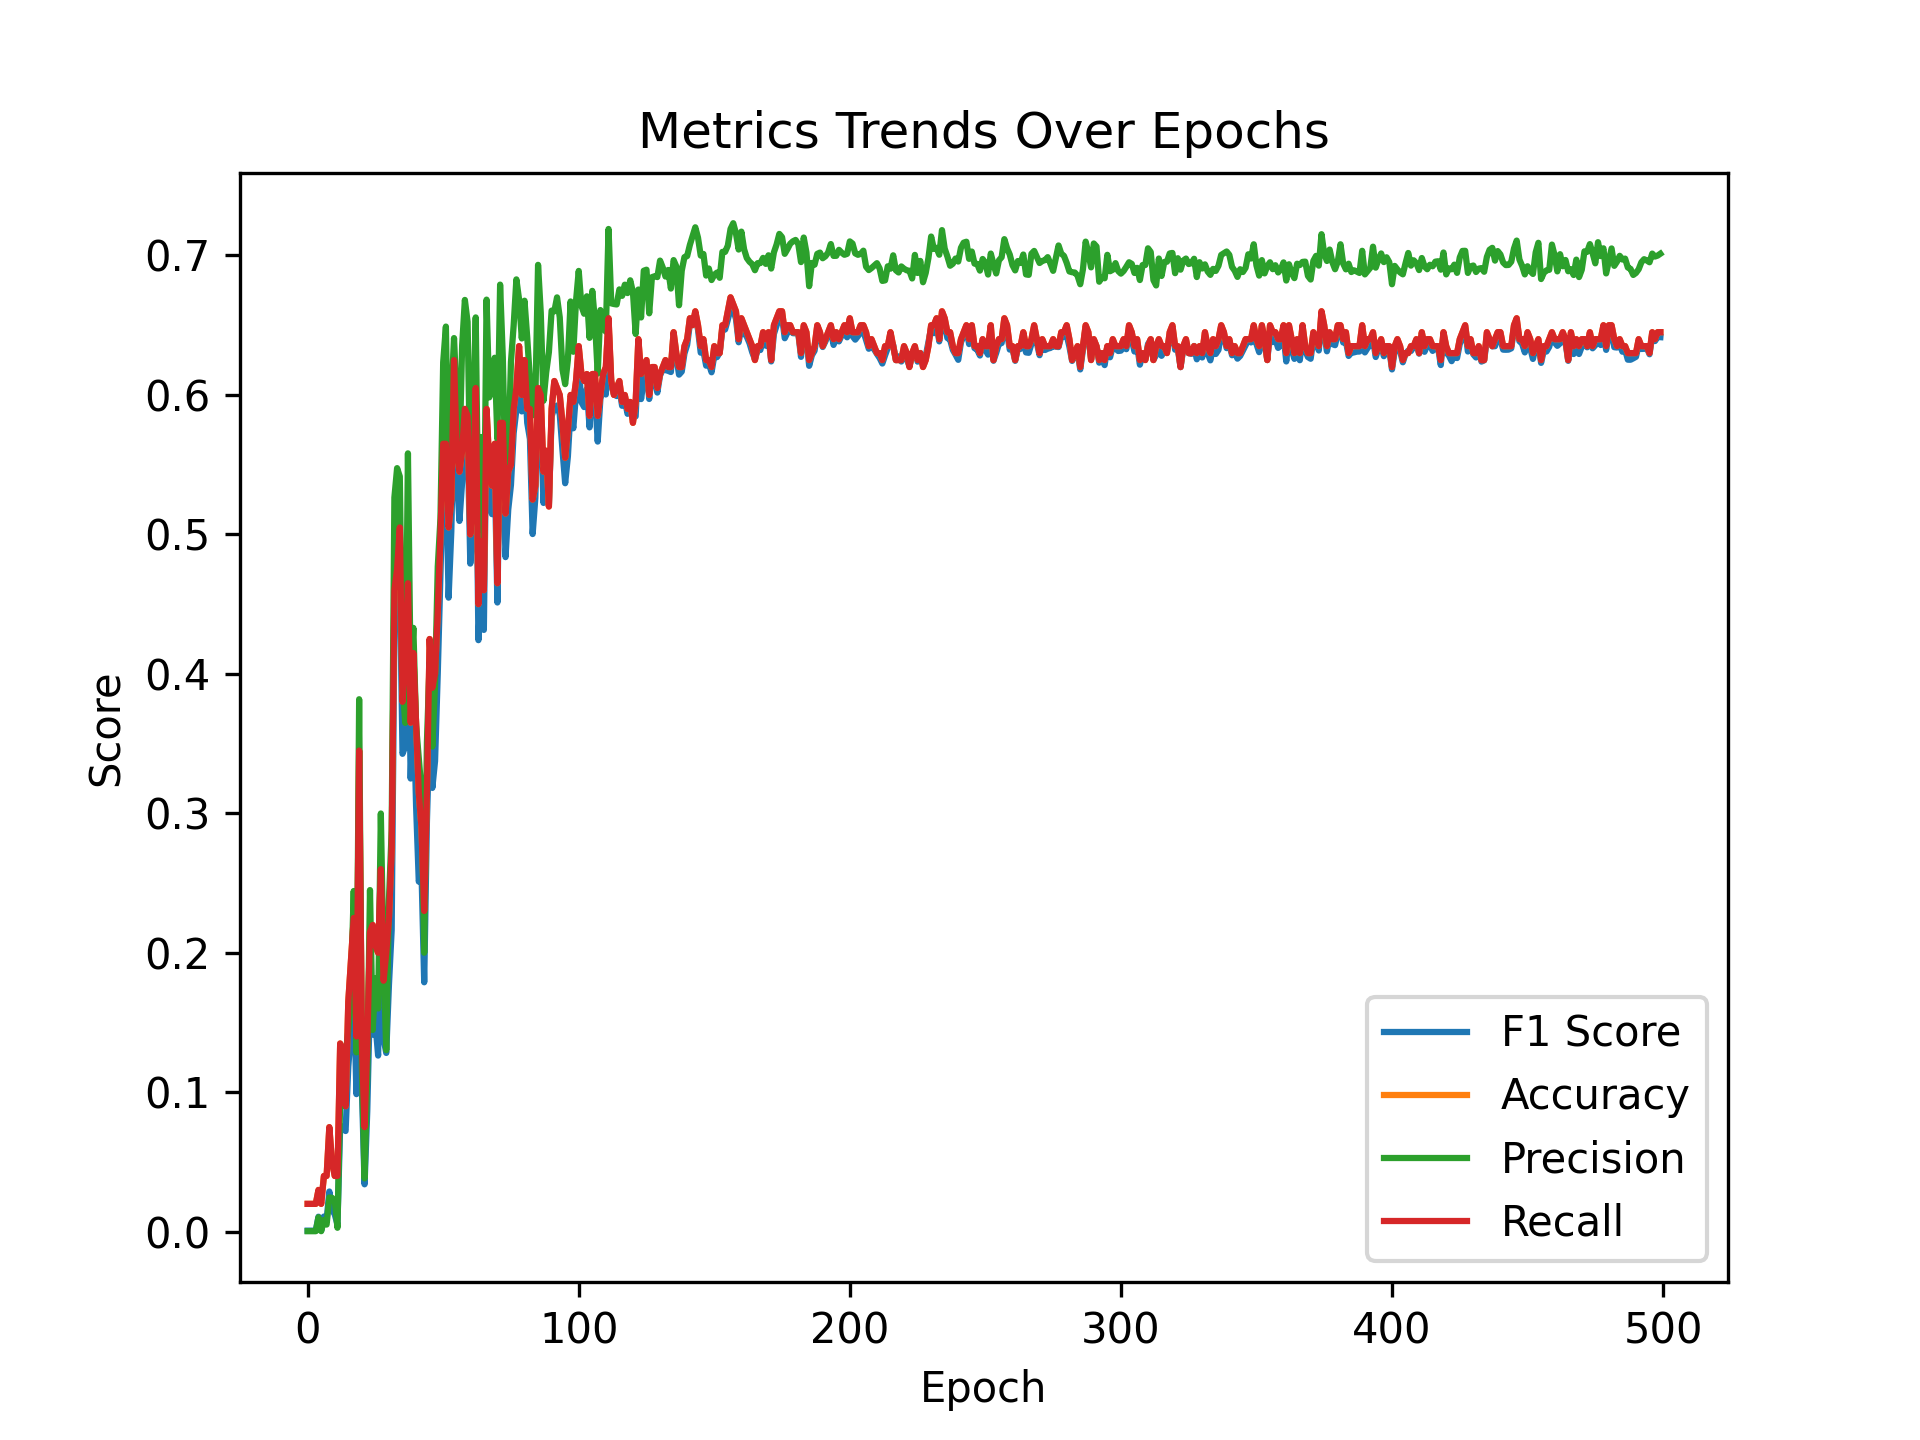 Metrics Trends Over Epochs
Score
0.7
0.6
0.5
0.4
0.3
0.2
0.1
0.0
F1 Score
Accuracy
Precision
Recall
0 100 200 300 400 500
Epoch